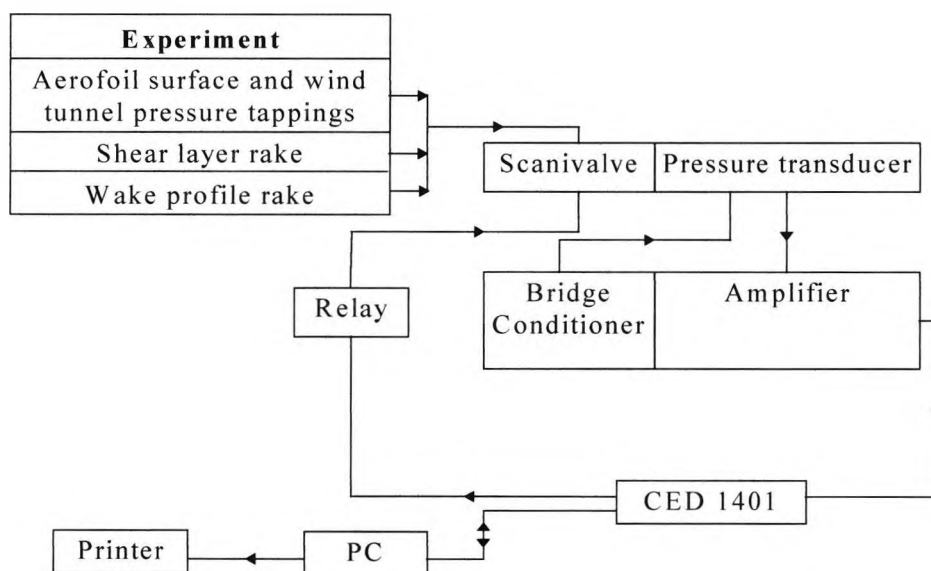 Experiment
Aerofoil surface and wind
tunnel pressure tappings
Shear layer rake
Wake profile rake
Scanivalve
Pressure transducer
Relay
Bridge
Conditioner
Amplifier
CED 1401
Printer
PC